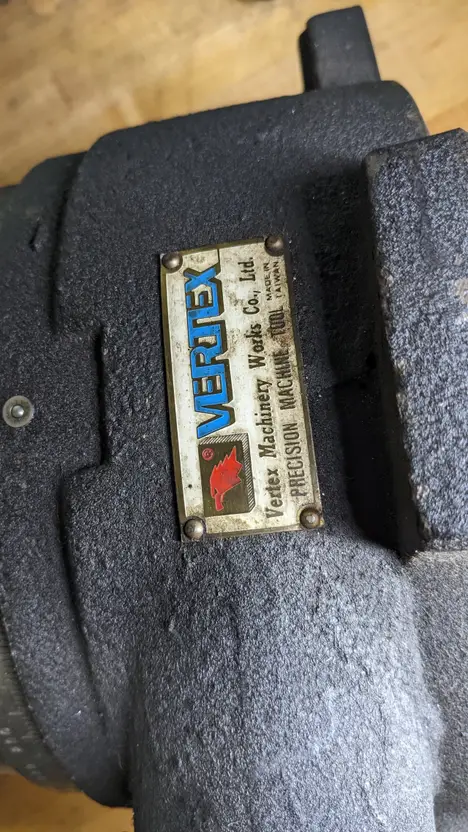 VERTEX
®
Vertex Machinery Works Co., Ltd.
PRECISION MACHINE TOOL MADE IN TAIWAN